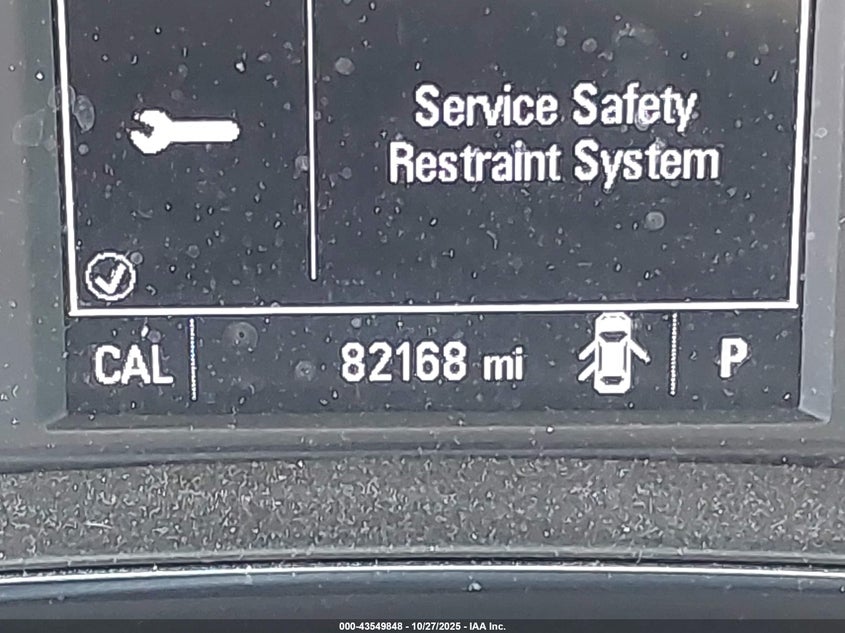 Service Safety
Restraint System
CAL
82168 mi
P
000-43549848 - 10/27/2025 - IAA Inc.